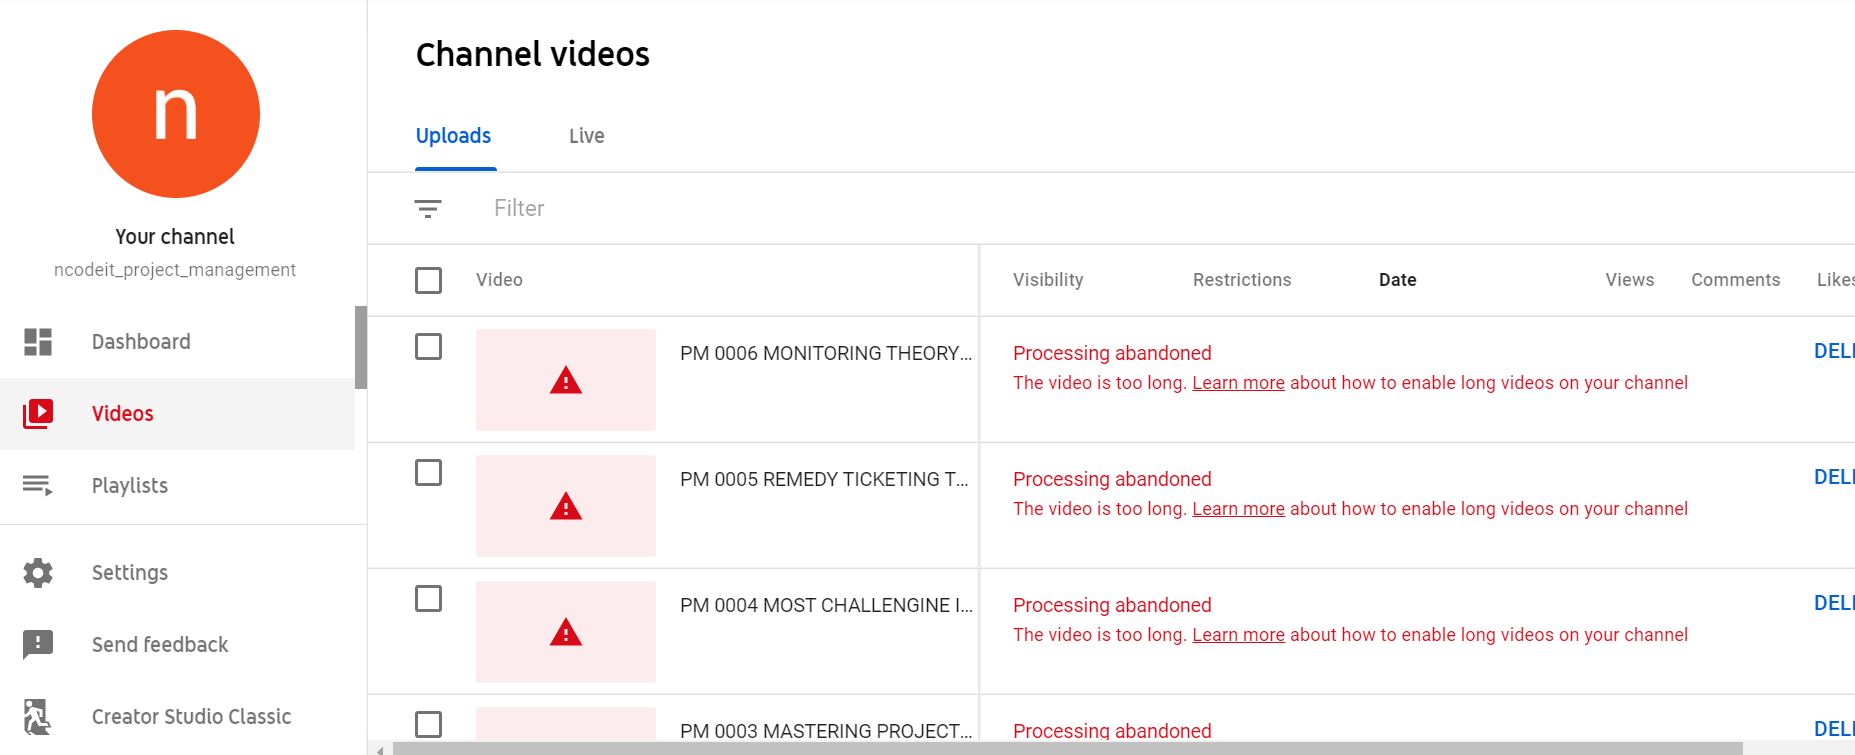 n
Your channel
ncodeit_project_management
Dashboard
Videos
Playlists
Settings
Send feedback
Creator Studio Classic
Channel videos
Uploads Live
Filter
Video Visibility Restrictions Date Views Comments Likes
PM 0006 MONITORING THEORY... Processing abandoned DELE
The video is too long. Learn more about how to enable long videos on your channel
PM 0005 REMEDY TICKETING T... Processing abandoned DELE
The video is too long. Learn more about how to enable long videos on your channel
PM 0004 MOST CHALLENGINE I... Processing abandoned DELE
The video is too long. Learn more about how to enable long videos on your channel
PM 0003 MASTERING PROJECT... Processing abandoned DELE